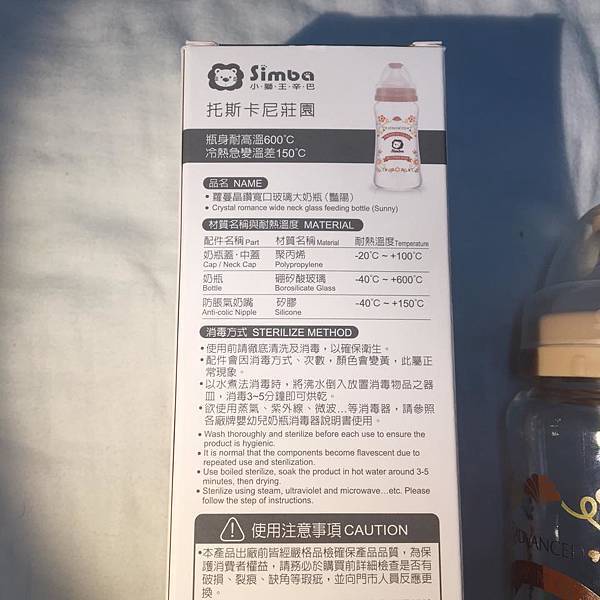 Simba
小·獅·王·辛·巴
托斯卡尼莊園
瓶身耐高溫600℃
冷熱急變溫差150℃
Simba
品名 NAME
• 蘿蔓晶鑽寬口玻璃大奶瓶（豔陽）
• Crystal romance wide neck glass feeding bottle (Sunny)
材質名稱與耐熱溫度 MATERIAL
配件名稱 Part 材質名稱 Material 耐熱溫度 Temperature
奶瓶蓋·中蓋 聚丙烯 -20℃ ~ +100℃
Cap / Neck Cap Polypropylene
奶瓶 硼矽酸玻璃 -40℃ ~ +600℃
Bottle Borosilicate Glass
防脹氣奶嘴 矽膠 -40℃ ~ +150℃
Anti-colic Nipple Silicone
消毒方式 STERILIZE METHOD
• 使用前請徹底清洗及消毒，以確保衛生。
• 配件會因消毒方式、次數，顏色會變黃，此屬正
常現象。
• 以水煮法消毒時，將沸水倒入放置消毒物品之器
皿，消毒3~5分鐘即可烘乾。
• 欲使用蒸氣、紫外線、微波…等消毒器，請參照
各廠牌嬰幼兒奶瓶消毒器說明書使用。
• Wash thoroughly and sterilize before each use to ensure the
product is hygienic.
• It is normal that the components become flavescent due to
repeated use and sterilization.
• Use boiled sterilize, soak the product in hot water around 3-5
minutes, then drying.
• Sterilize using steam, ultraviolet and microwave…etc. Please
follow the step of instructions.
使用注意事項 CAUTION
• 本產品出廠前皆經嚴格品檢確保產品品質，為保
護消費者權益，請務必於購買前詳細檢查是否有
破損、裂痕、缺角等瑕疵，並向門市人員反應更
換。